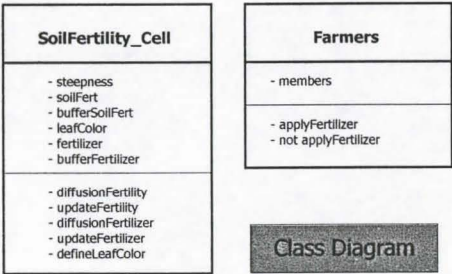 SoilFertility_Cell
- steepness
- soilFert
- bufferSoilFert
- leafColor
- fertilizer
- bufferFertilizer
- diffusionFertility
- updateFertility
- diffusionFertilizer
- updateFertilizer
- defineLeafColor
Farmers
- members
- applyFertilizer
- not applyFertilizer
Class Diagram